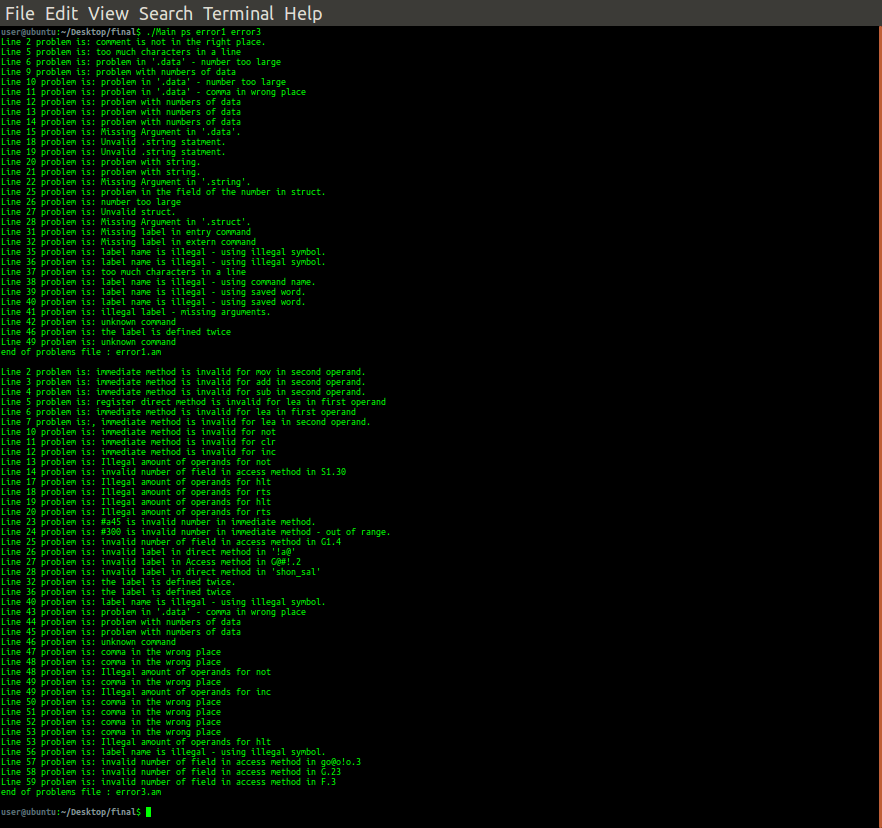 File Edit View Search Terminal Help
user@ubuntu:~/Desktop/final$ ./Main ps error1 error3
Line 2 problem is: comment is not in the right place.
Line 5 problem is: too much characters in a line
Line 6 problem is: problem in '.data' - number too large
Line 9 problem is: problem with numbers of data
Line 10 problem is: problem in '.data' - number too large
Line 11 problem is: problem in '.data' - comma in wrong place
Line 12 problem is: problem with numbers of data
Line 13 problem is: problem with numbers of data
Line 14 problem is: problem with numbers of data
Line 15 problem is: Missing Argument in '.data'.
Line 18 problem is: Unvalid .string statment.
Line 19 problem is: Unvalid .string statment.
Line 20 problem is: problem with string.
Line 21 problem is: problem with string.
Line 22 problem is: Missing Argument in '.string'.
Line 25 problem is: problem in the field of the number in struct.
Line 26 problem is: number too large
Line 27 problem is: Unvalid struct.
Line 28 problem is: Missing Argument in '.struct'.
Line 31 problem is: Missing label in entry command
Line 32 problem is: Missing label in extern command
Line 35 problem is: label name is illegal - using illegal symbol.
Line 36 problem is: label name is illegal - using illegal symbol.
Line 37 problem is: too much characters in a line
Line 38 problem is: label name is illegal - using command name.
Line 39 problem is: label name is illegal - using saved word.
Line 40 problem is: label name is illegal - using saved word.
Line 41 problem is: illegal label - missing arguments.
Line 42 problem is: unknown command
Line 46 problem is: the label is defined twice
Line 49 problem is: unknown command
end of problems file : error1.am
Line 2 problem is: immediate method is invalid for mov in second operand.
Line 3 problem is: immediate method is invalid for add in second operand.
Line 4 problem is: immediate method is invalid for sub in second operand.
Line 5 problem is: register direct method is invalid for lea in first operand
Line 6 problem is: immediate method is invalid for lea in first operand
Line 7 problem is:, immediate method is invalid for lea in second operand.
Line 10 problem is: immediate method is invalid for not
Line 11 problem is: immediate method is invalid for clr
Line 12 problem is: immediate method is invalid for inc
Line 13 problem is: Illegal amount of operands for not
Line 14 problem is: invalid number of field in access method in S1.30
Line 17 problem is: Illegal amount of operands for hlt
Line 18 problem is: Illegal amount of operands for rts
Line 19 problem is: Illegal amount of operands for hlt
Line 20 problem is: Illegal amount of operands for rts
Line 23 problem is: #a45 is invalid number in immediate method.
Line 24 problem is: #300 is invalid number in immediate method - out of range.
Line 25 problem is: invalid number of field in access method in G1.4
Line 26 problem is: invalid label in direct method in '!a@'
Line 27 problem is: invalid label in Access method in G@#!.2
Line 28 problem is: invalid label in direct method in 'shon_sal'
Line 32 problem is: the label is defined twice.
Line 36 problem is: the label is defined twice
Line 40 problem is: label name is illegal - using illegal symbol.
Line 43 problem is: problem in '.data' - comma in wrong place
Line 44 problem is: problem with numbers of data
Line 45 problem is: problem with numbers of data
Line 46 problem is: unknown command
Line 47 problem is: comma in the wrong place
Line 48 problem is: comma in the wrong place
Line 48 problem is: Illegal amount of operands for not
Line 49 problem is: comma in the wrong place
Line 49 problem is: Illegal amount of operands for inc
Line 50 problem is: comma in the wrong place
Line 51 problem is: comma in the wrong place
Line 52 problem is: comma in the wrong place
Line 53 problem is: comma in the wrong place
Line 53 problem is: Illegal amount of operands for hlt
Line 56 problem is: label name is illegal - using illegal symbol.
Line 57 problem is: invalid number of field in access method in go@o!o.3
Line 58 problem is: invalid number of field in access method in G.23
Line 59 problem is: invalid number of field in access method in F.3
end of problems file : error3.am
user@ubuntu:~/Desktop/final$